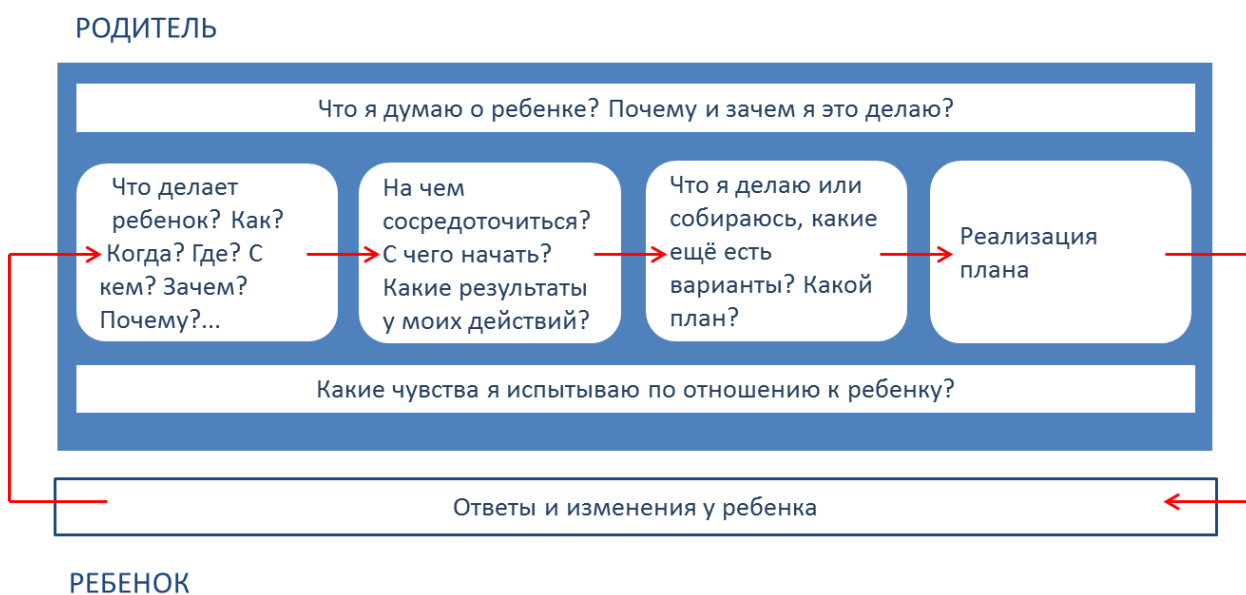 РОДИТЕЛЬ
Что я думаю о ребенке? Почему и зачем я это делаю?
Что делает
ребенок? Как?
Когда? Где? С
кем? Зачем?
Почему?...
На чем
сосредоточиться?
С чего начать?
Какие результаты
у моих действий?
Что я делаю или
собираюсь, какие
ещё есть
варианты? Какой
план?
Реализация
плана
Какие чувства я испытываю по отношению к ребенку?
Ответы и изменения у ребенка
РЕБЕНОК